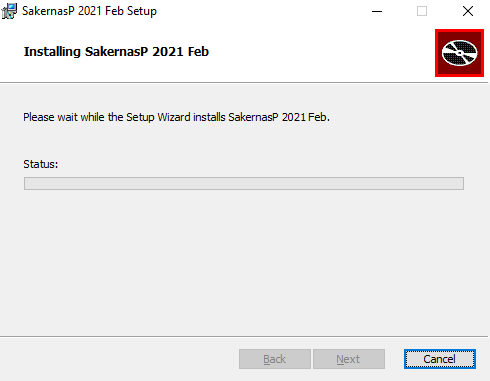 SakernasP 2021 Feb Setup
Installing SakernasP 2021 Feb
Please wait while the Setup Wizard installs SakernasP 2021 Feb.
Status:
Back
Next
Cancel